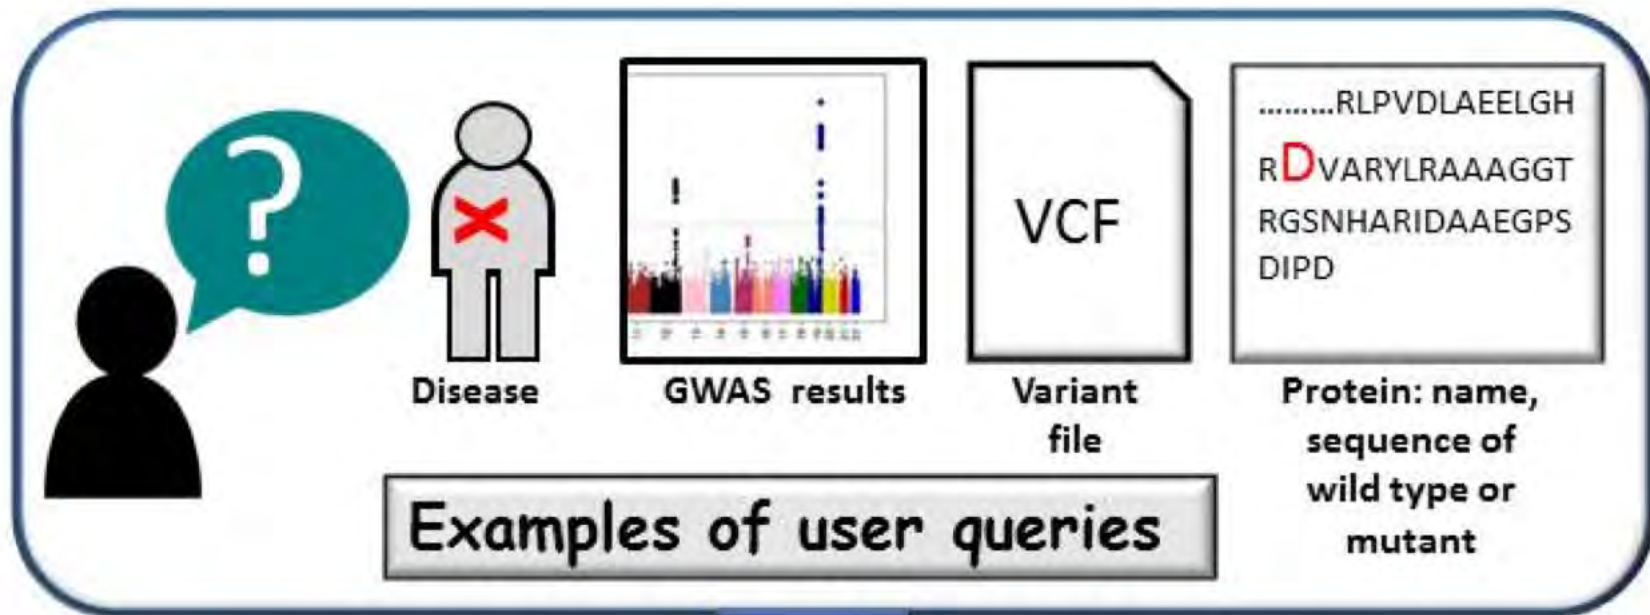 ?
Disease
GWAS results
VCF
Variant
file
.........RLPVDLAEELGH
RDVARYLRAAAGGT
RGSNHARIDAAEGPS
DIPD
Protein: name,
sequence of
wild type or
mutant
Examples of user queries